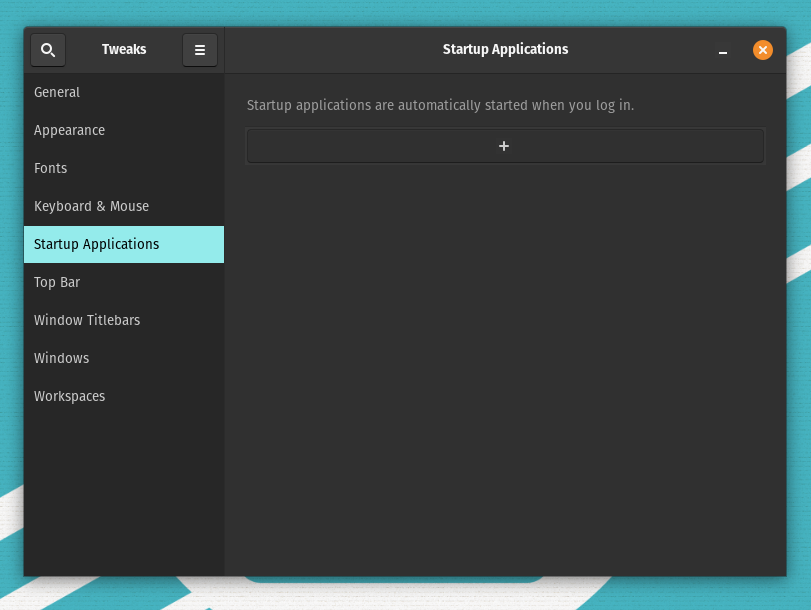 Tweaks
Startup Applications
General
Appearance
Fonts
Keyboard & Mouse
Startup Applications
Top Bar
Window Titlebars
Windows
Workspaces
Startup applications are automatically started when you log in.